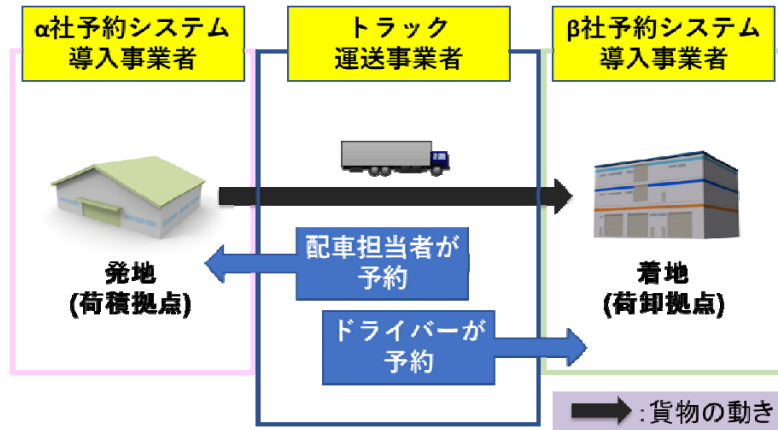 α社予約システム
導入事業者
トラック
運送事業者
β社予約システム
導入事業者
発地
(荷積拠点)
配車担当者が
予約
着地
(荷卸拠点)
ドライバーが
予約
:貨物の動き